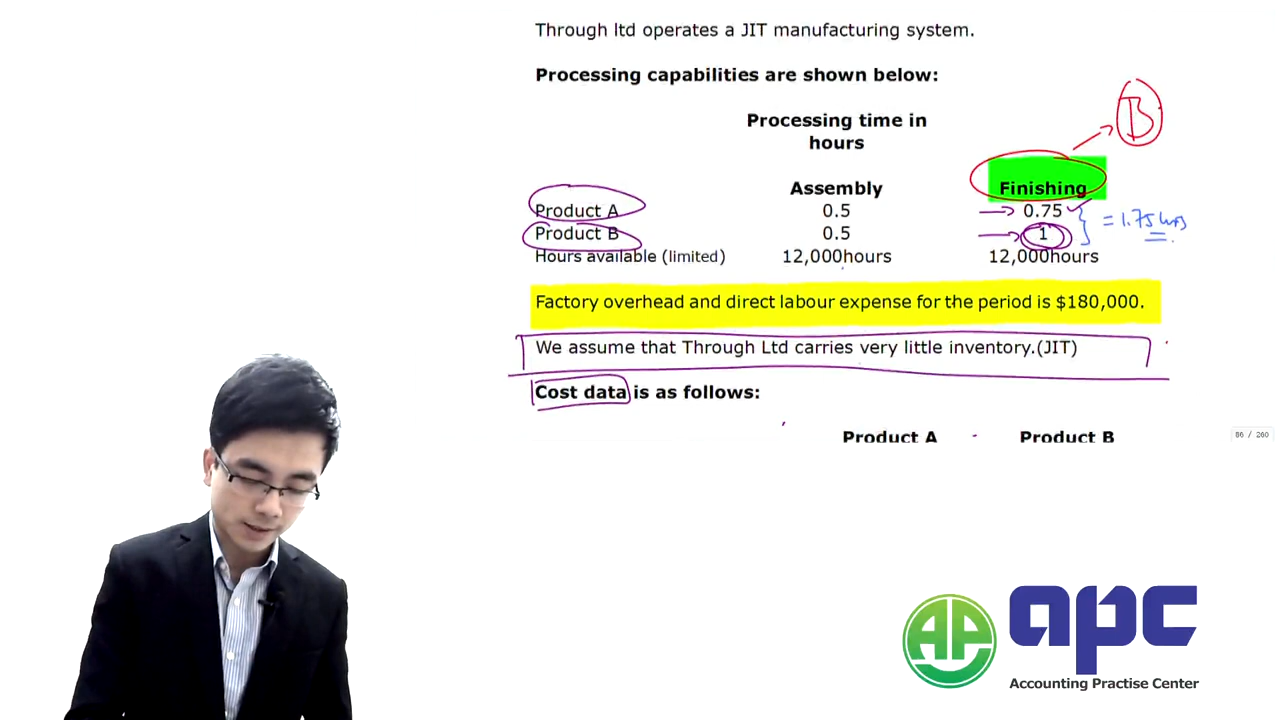 Through ltd operates a JIT manufacturing system.
Processing capabilities are shown below:
B
Processing time in
hours
Assembly Finishing
Product A 0.5 0.75
Product B 0.5 1
= 1.75 hrs
Hours available (limited) 12,000hours 12,000hours
Factory overhead and direct labour expense for the period is $180,000.
We assume that Through Ltd carries very little inventory.(JIT)
Cost data is as follows:
Product A Product B
86 / 260
AP
apc
Accounting Practise Center